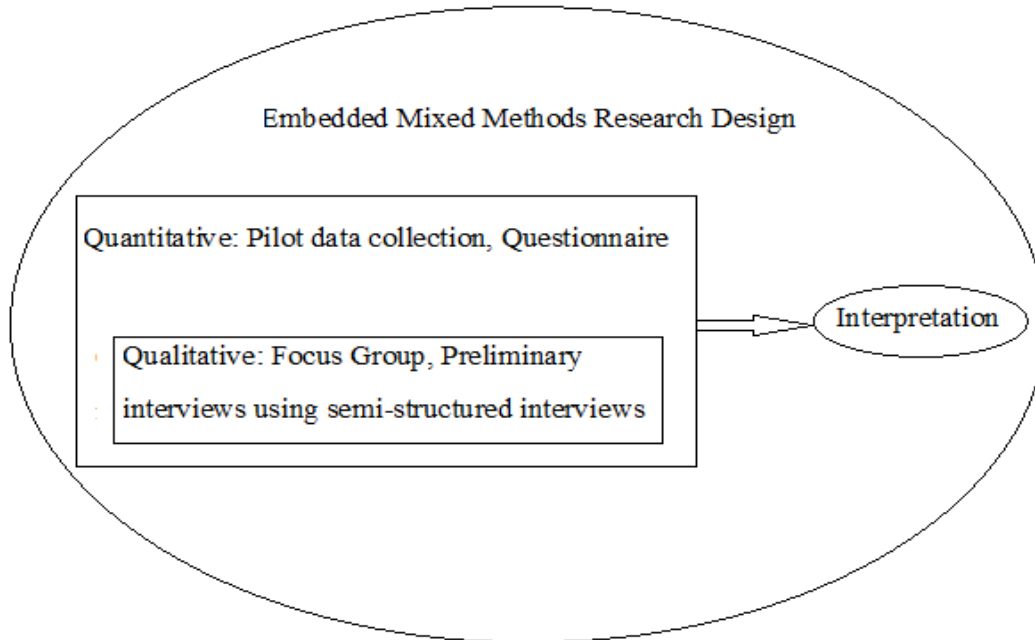 Embedded Mixed Methods Research Design
Quantitative: Pilot data collection, Questionnaire
Interpretation
Qualitative: Focus Group, Preliminary
interviews using semi-structured interviews